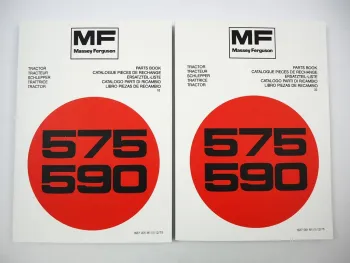 MF
Massey Ferguson
TRACTOR
TRACTEUR
SCHLEPPER
TRATTRICE
TRACTOR
PARTS BOOK
CATALOGUE PIECES DE RECHANGE
ERSATZTEIL-LISTE
CATALOGO PARTI DI RICAMBIO
LIBRO PIEZAS DE RECAMBIO
575
590
MF
Massey Ferguson
TRACTOR
TRACTEUR
SCHLEPPER
TRATTRICE
TRACTOR
PARTS BOOK
CATALOGUE PIECES DE RECHANGE
ERSATZTEIL-LISTE
CATALOGO PARTI DI RICAMBIO
LIBRO PIEZAS DE RECAMBIO
575
590